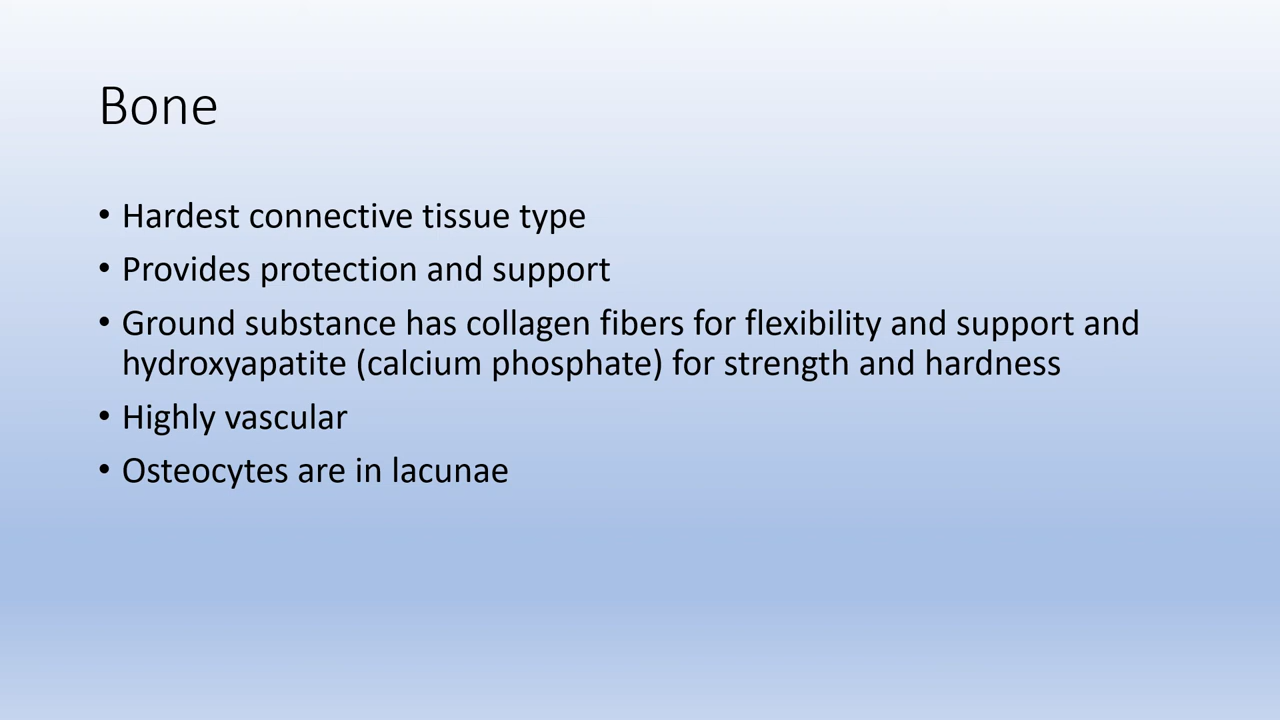 Bone
• Hardest connective tissue type
• Provides protection and support
• Ground substance has collagen fibers for flexibility and support and
hydroxyapatite (calcium phosphate) for strength and hardness
• Highly vascular
• Osteocytes are in lacunae